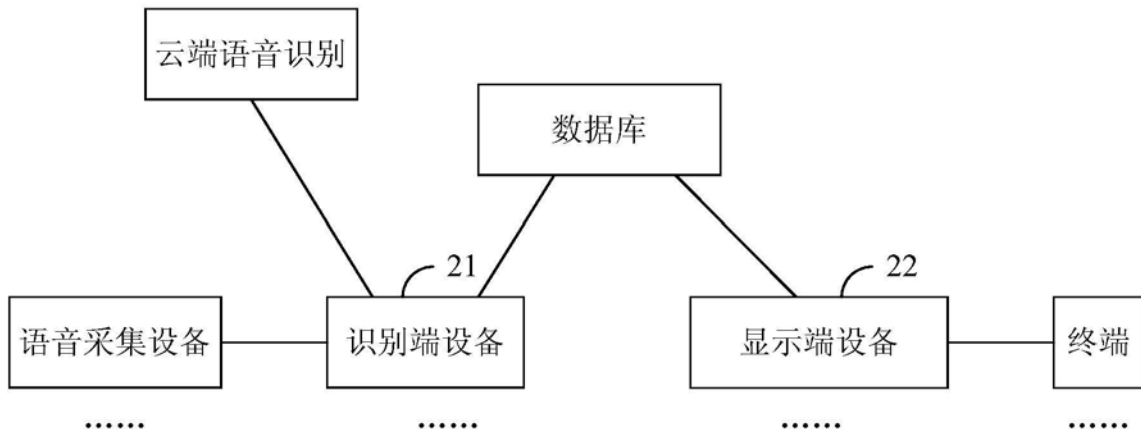 云端语音识别
数据库
21
22
语音采集设备
识别端设备
显示端设备
终端
......
......
......
......